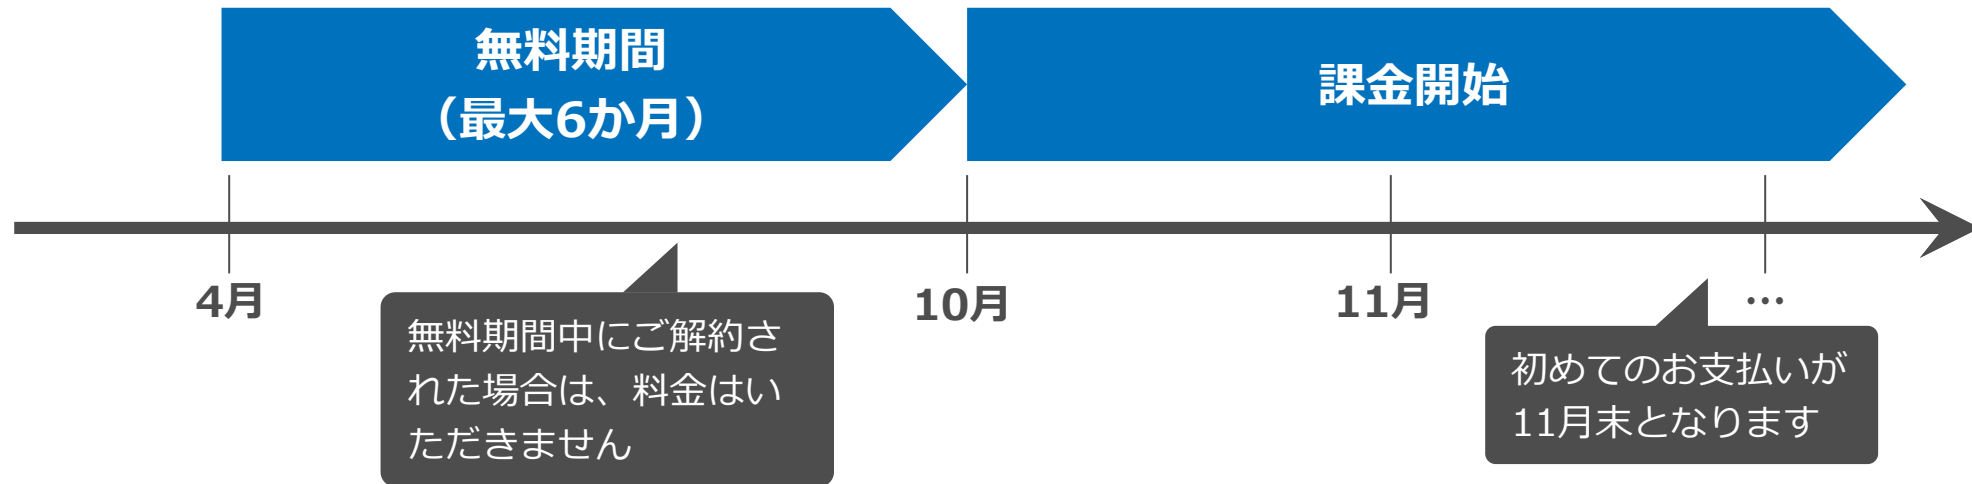 無料期間
（最大6か月）
課金開始
4月
10月
11月
…
無料期間中にご解約さ
れた場合は、料金はい
ただきません
初めてのお支払いが
11月末となります